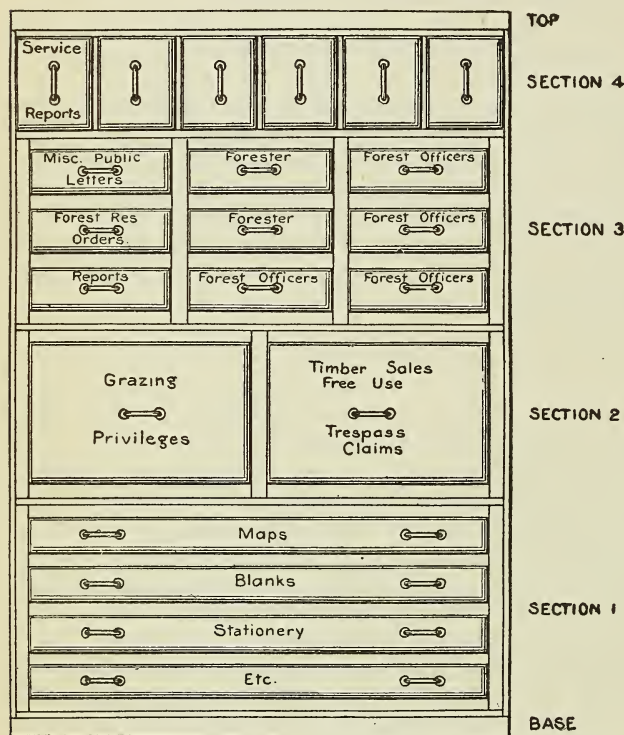 TOP
Service
Reports
SECTION 4
Misc. Public
Letters
Forester
Forest Officers
Forest Res
Orders.
Forester
Forest Officers
SECTION 3
Reports
Forest Officers
Forest Officers
Grazing
Privileges
Timber Sales
Free Use
Trespass
Claims
SECTION 2
Maps
Blanks
Stationery
Etc.
SECTION 1
BASE